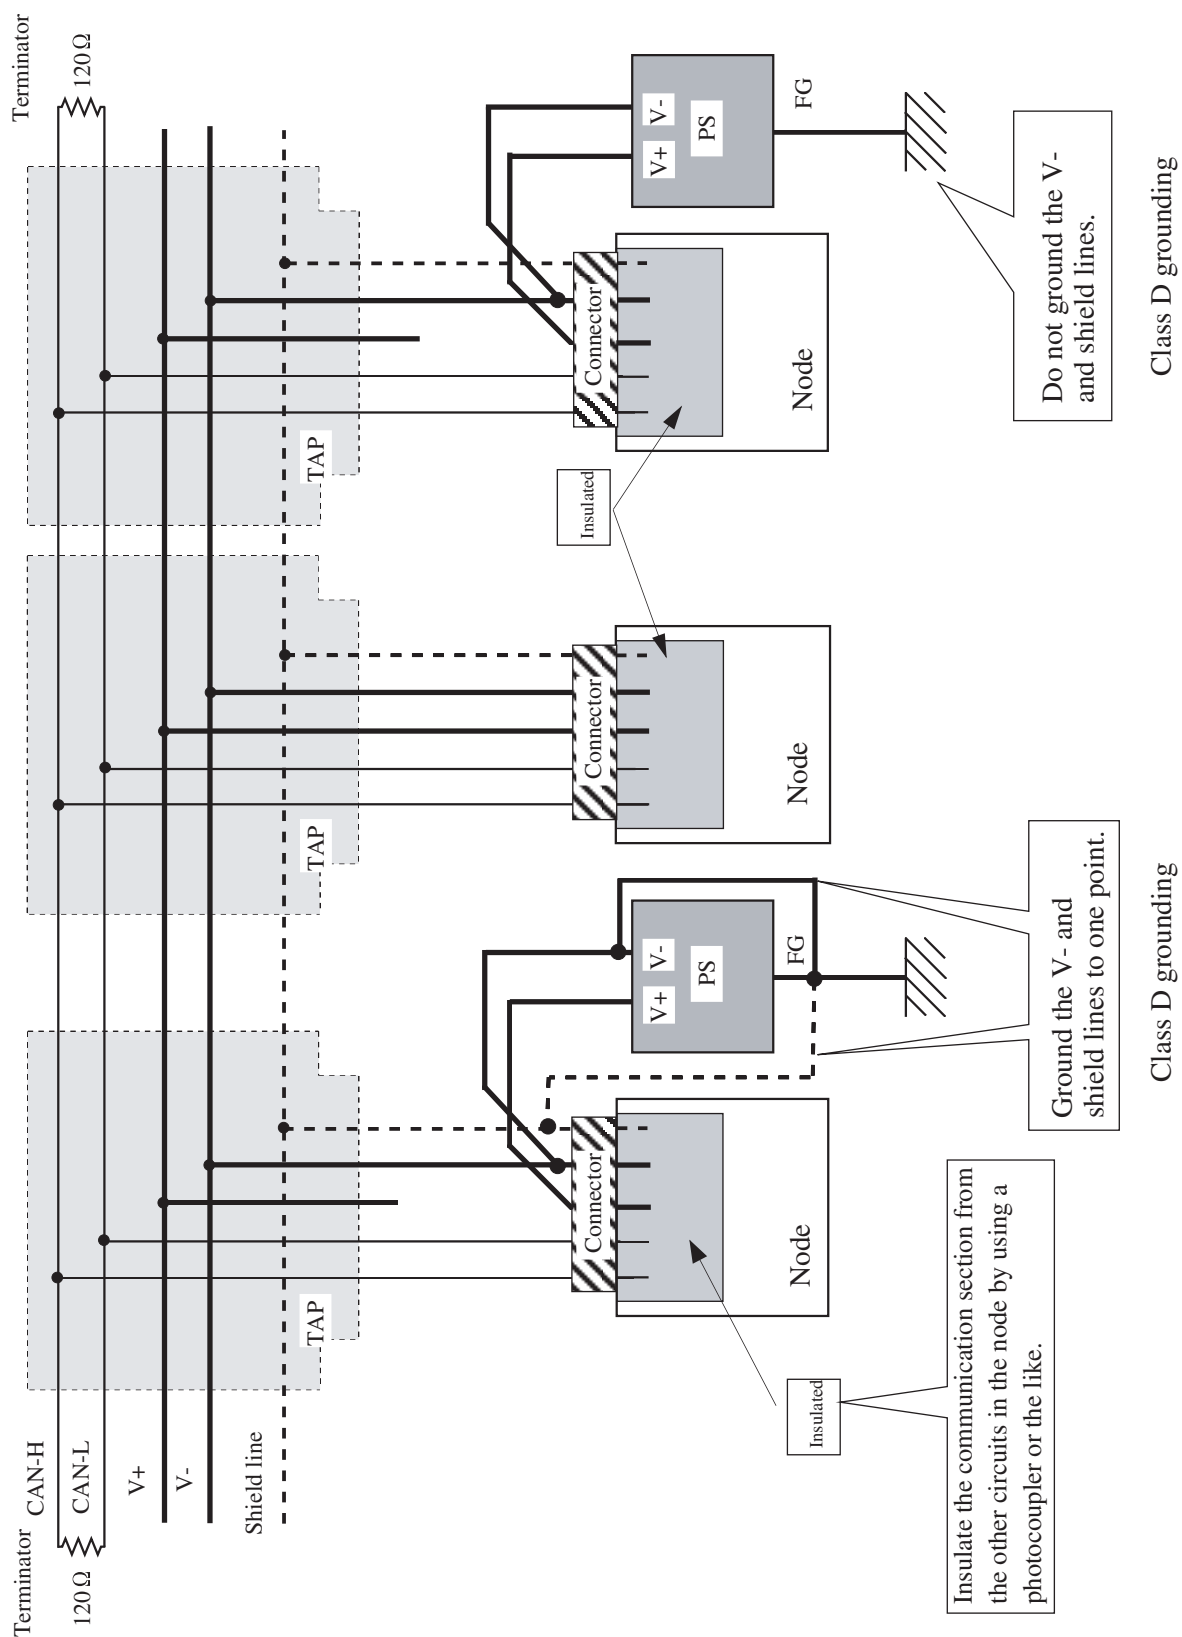 Terminator
120Ω
CAN-H
CAN-L
V+
V-
Shield line
Terminator
120Ω
TAP
TAP
TAP
Connector
Node
V+
V-
PS
FG
Connector
Node
Connector
Node
V+
V-
PS
FG
Insulated
Insulated
Insulate the communication section from
the other circuits in the node by using a
photocoupler or the like.
Ground the V- and
shield lines to one point.
Class D grounding
Do not ground the V-
and shield lines.
Class D grounding